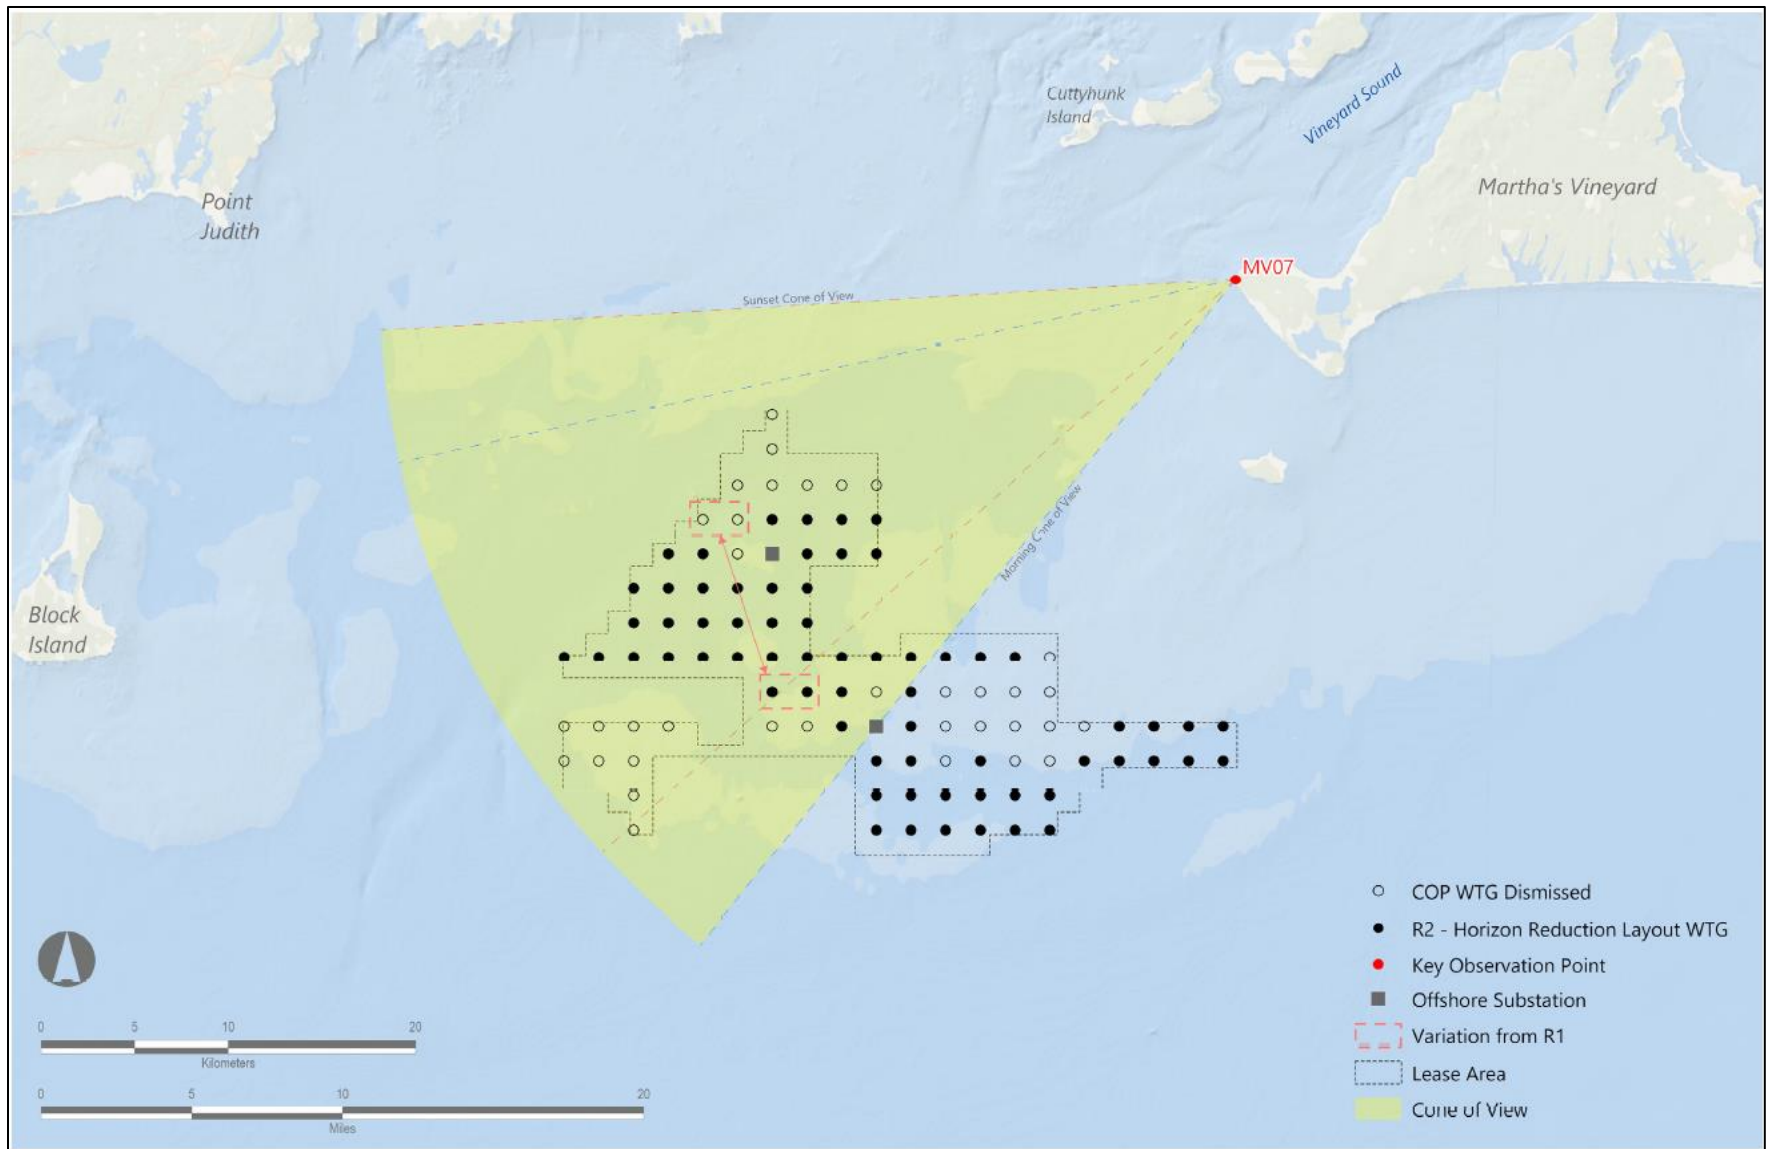 Cuttyhunk
Island
Vineyard Sound
Martha's Vineyard
Point
Judith
MV07
Sunset Cone of View
Morning Cone of View
Block
Island
COP WTG Dismissed
R2 - Horizon Reduction Layout WTG
Key Observation Point
Offshore Substation
Variation from R1
Lease Area
Cone of View
0 5 10 20
Kilometers
0 5 10 20
Miles